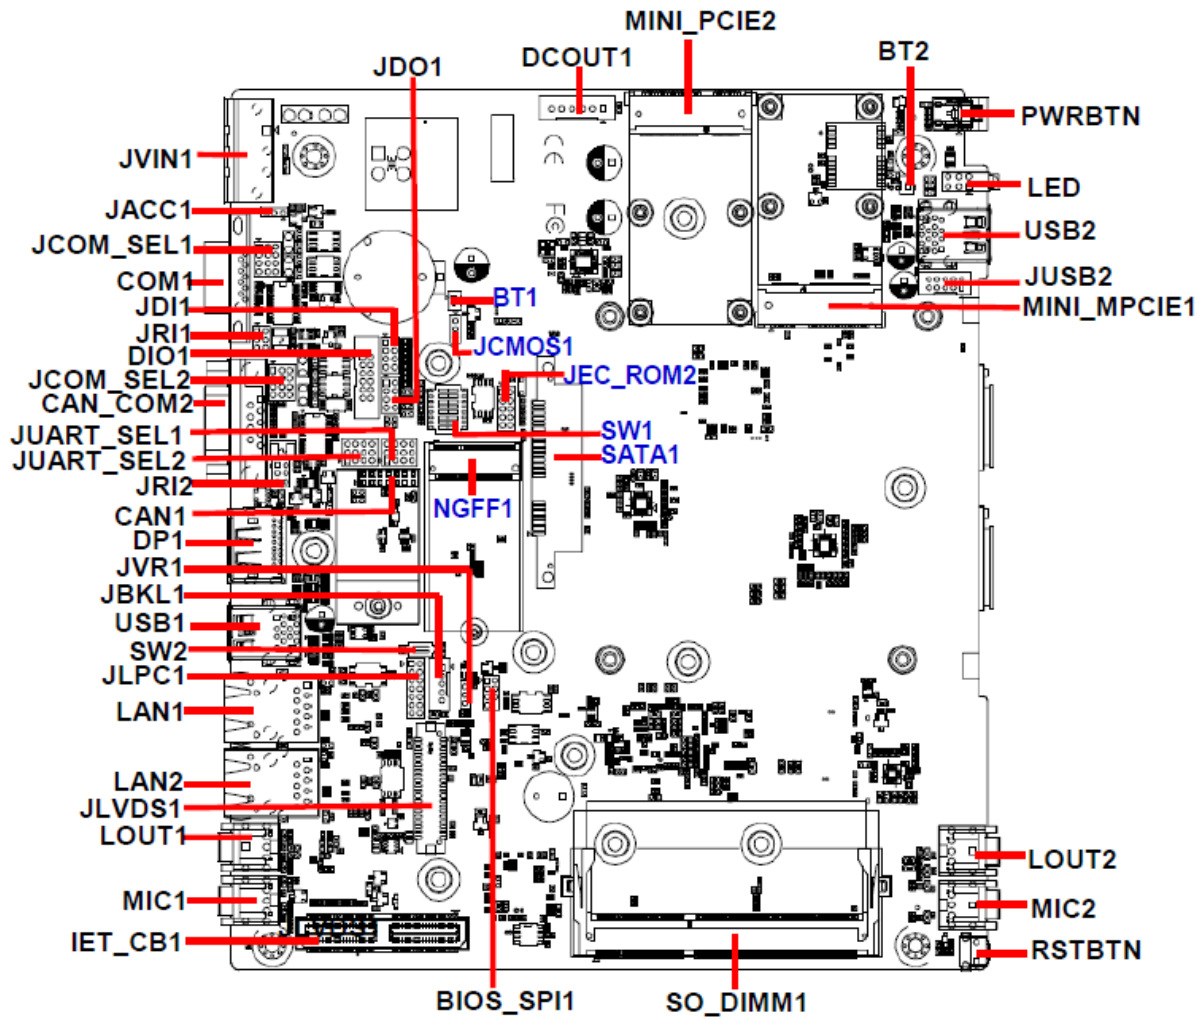 MINI_PCIE2
DCOUT1
BT2
JDO1
PWRBTN
JVIN1
LED
JACC1
USB2
JCOM_SEL1
COM1
JUSB2
JDI1
BT1
MINI_MPCIE1
JRI1
DIO1
JCMOS1
JCOM_SEL2
JEC_ROM2
CAN_COM2
JUART_SEL1
SW1
JUART_SEL2
SATA1
JRI2
NGFF1
CAN1
DP1
JVR1
JBKL1
USB1
SW2
JLPC1
LAN1
LAN2
JLVDS1
LOUT1
LOUT2
MIC1
MIC2
IET_CB1
RSTBTN
BIOS_SPI1
SO_DIMM1